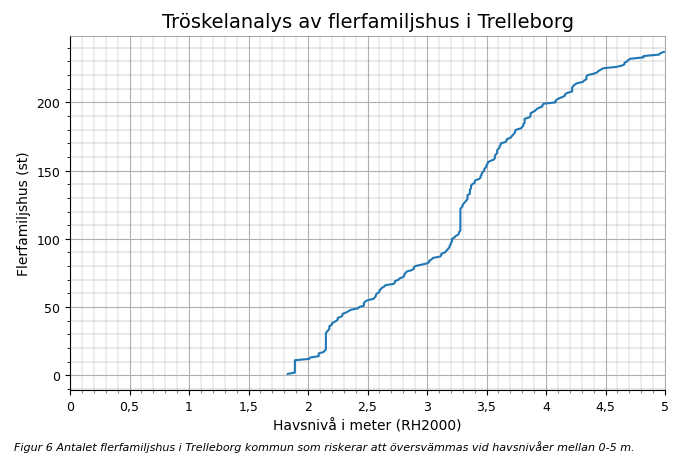 Tröskelanalys av flerfamiljshus i Trelleborg
Flerfamiljshus (st)
200
150
100
50
0
0 0,5 1 1,5 2 2,5 3 3,5 4 4,5 5
Havsnivå i meter (RH2000)
Figur 6 Antalet flerfamiljshus i Trelleborg kommun som riskerar att översvämmas vid havsnivåer mellan 0-5 m.